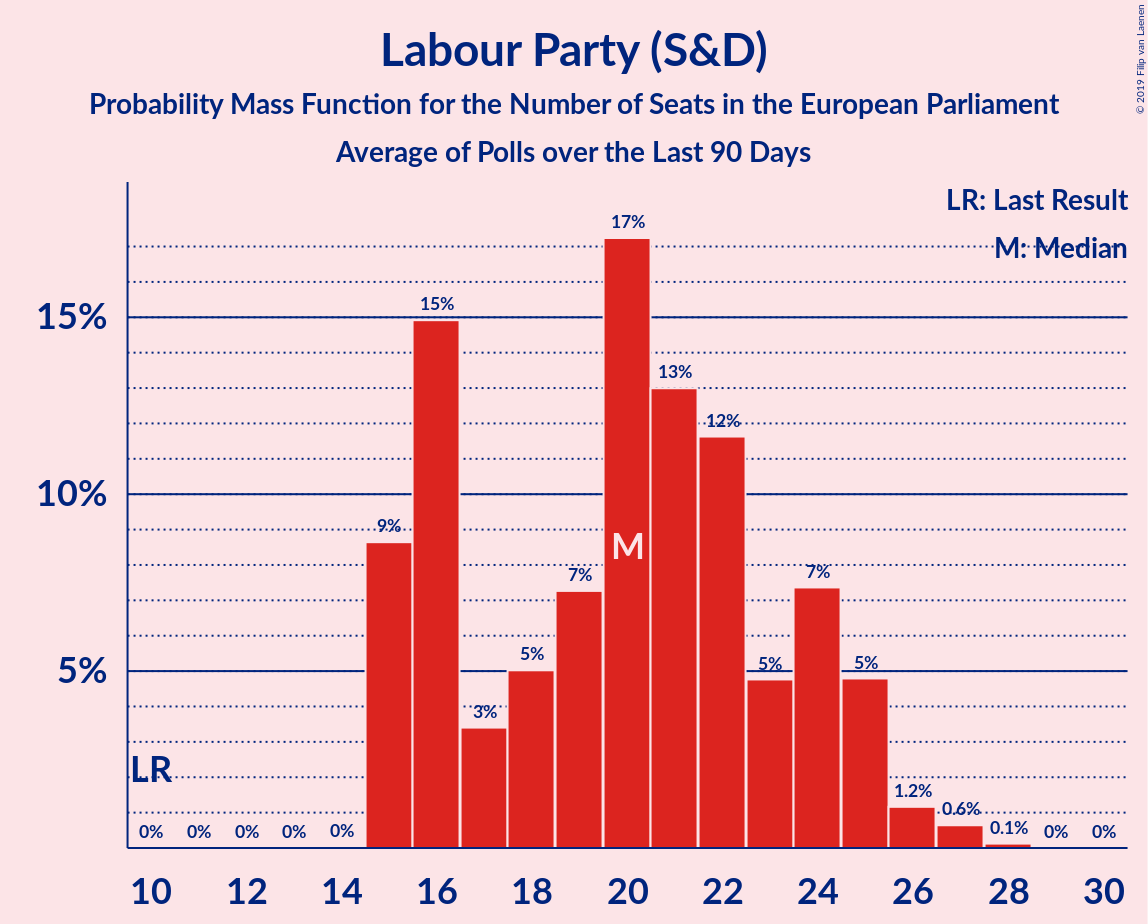 Labour Party (S&D)
Probability Mass Function for the Number of Seats in the European Parliament
Average of Polls over the Last 90 Days
© 2019 Filip van Laenen
LR: Last Result
M: Median
17%
15%
15%
13%
12%
10%
9%
M
7%
7%
5%
5%
5%
5%
3%
LR
1.2%
0.6%
0% 0% 0% 0% 0% 0.1% 0% 0%
10 12 14 16 18 20 22 24 26 28 30